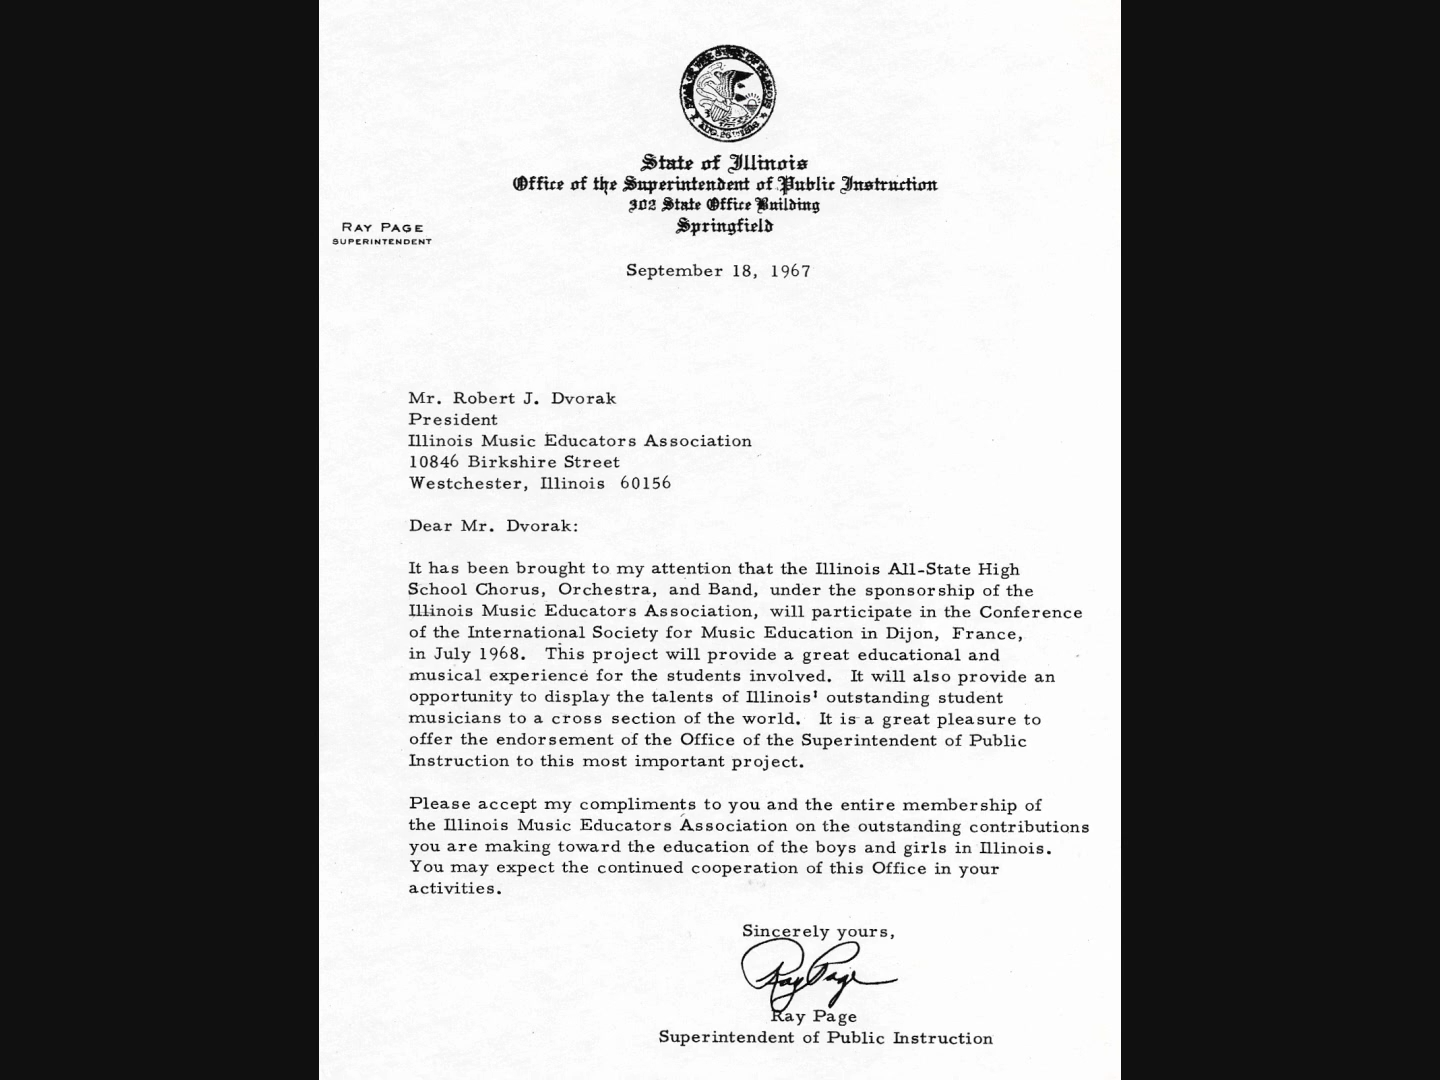 SEAL OF THE STATE OF ILLINOIS
AUG. 26TH 1818
State of Illinois
Office of the Superintendent of Public Instruction
302 State Office Building
Springfield
RAY PAGE
SUPERINTENDENT
September 18, 1967
Mr. Robert J. Dvorak
President
Illinois Music Educators Association
10846 Birkshire Street
Westchester, Illinois 60156
Dear Mr. Dvorak:
It has been brought to my attention that the Illinois All-State High
School Chorus, Orchestra, and Band, under the sponsorship of the
Illinois Music Educators Association, will participate in the Conference
of the International Society for Music Education in Dijon, France,
in July 1968. This project will provide a great educational and
musical experience for the students involved. It will also provide an
opportunity to display the talents of Illinois' outstanding student
musicians to a cross section of the world. It is a great pleasure to
offer the endorsement of the Office of the Superintendent of Public
Instruction to this most important project.
Please accept my compliments to you and the entire membership of
the Illinois Music Educators Association on the outstanding contributions
you are making toward the education of the boys and girls in Illinois.
You may expect the continued cooperation of this Office in your
activities.
Sincerely yours,
Ray Page
Ray Page
Superintendent of Public Instruction